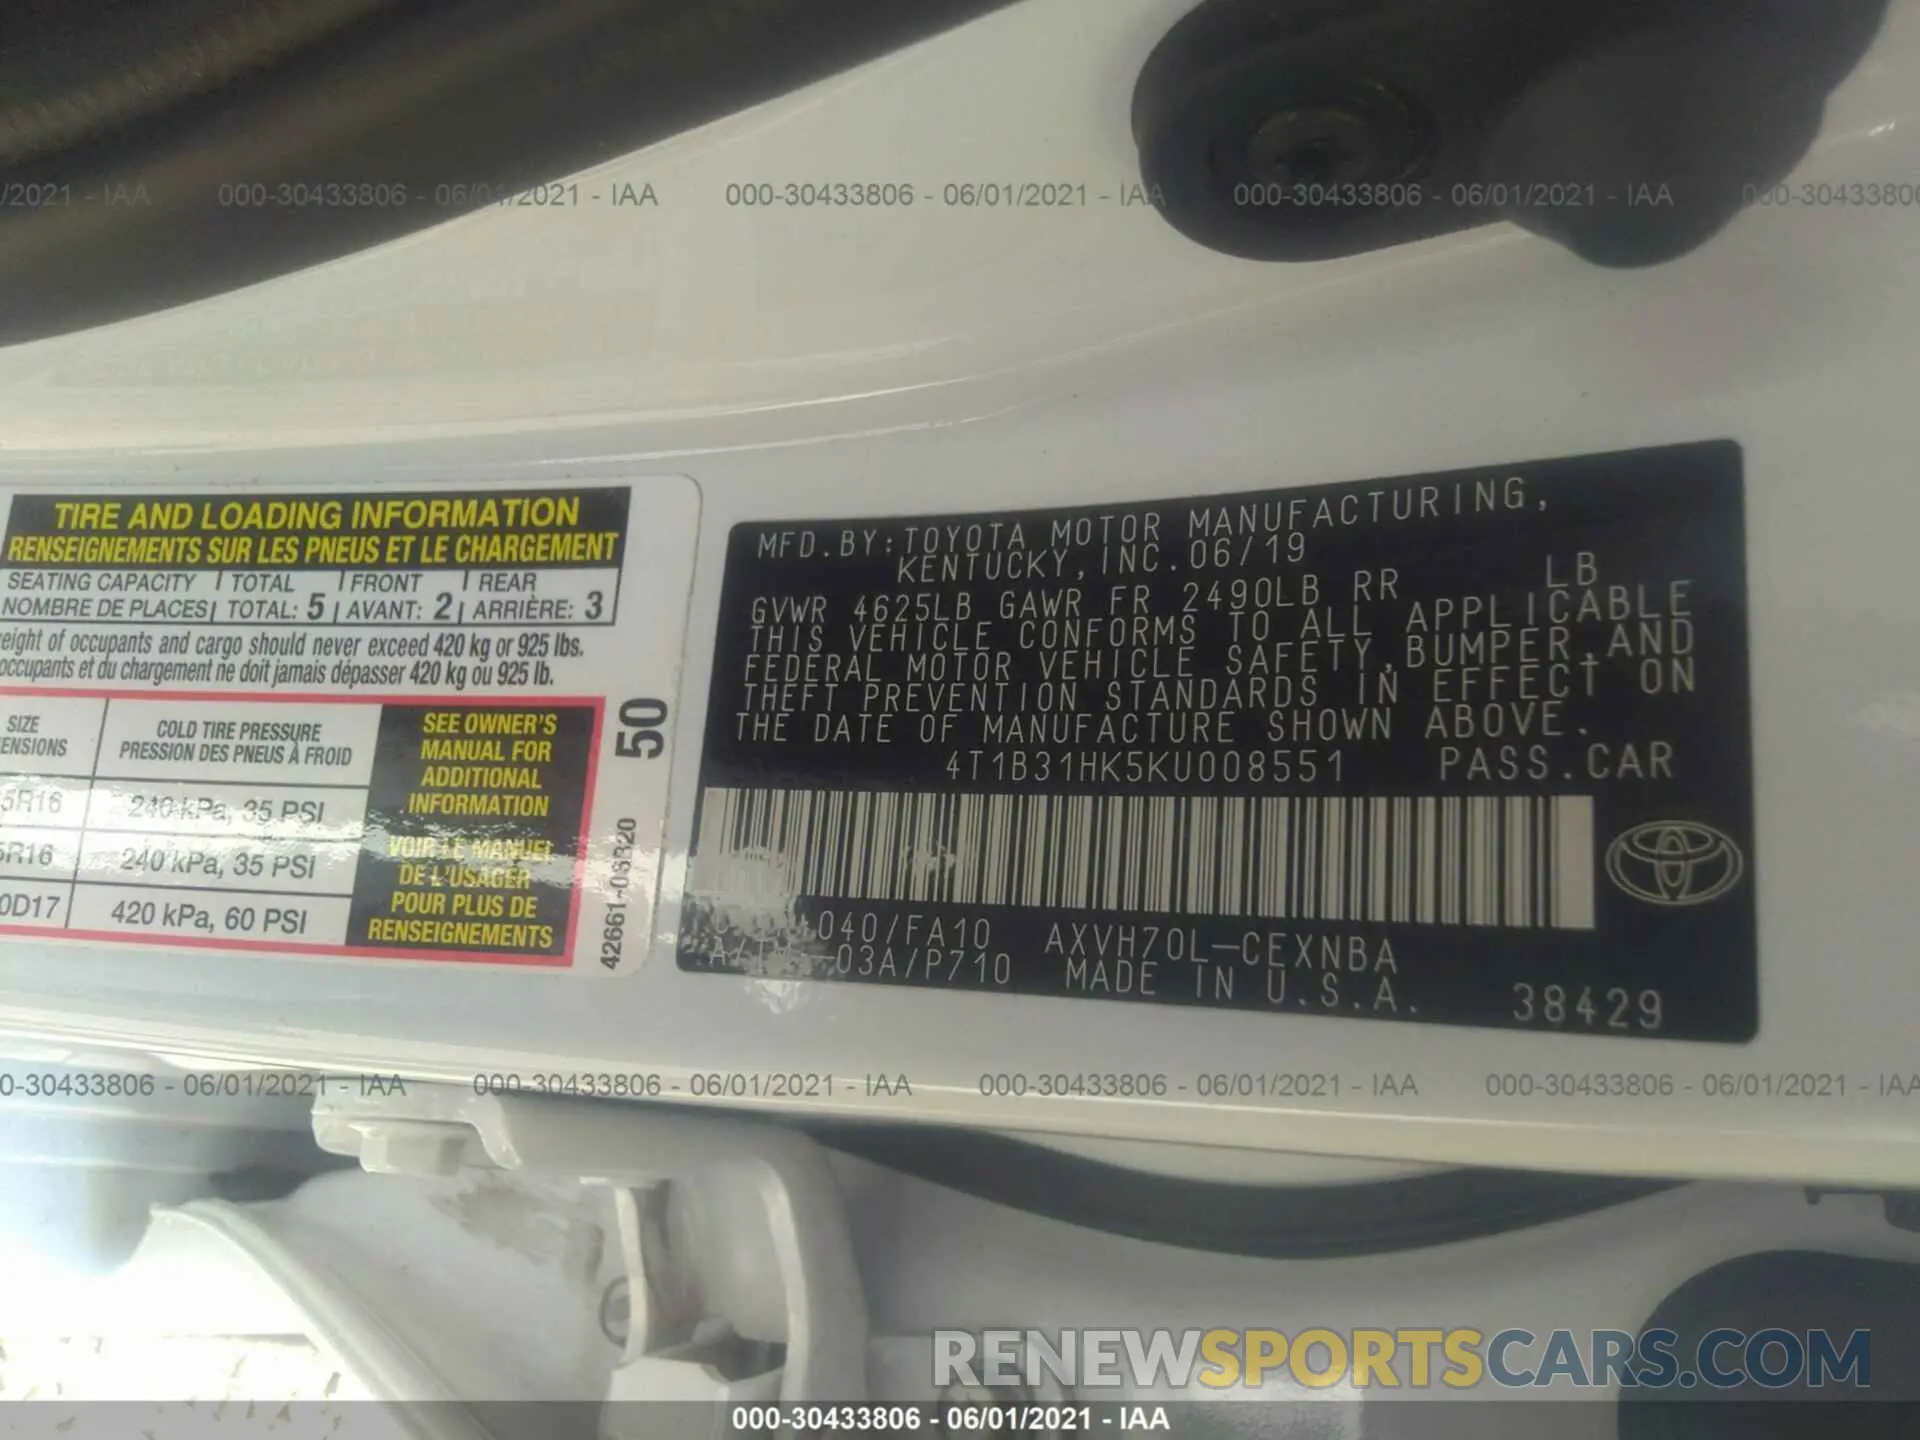 /2021 - IAA 000-30433806 - 06/01/2021 - IAA 000-30433806 - 06/01/2021 - IAA 000-30433806 - 06/01/2021 - IAA 000-3043380
TIRE AND LOADING INFORMATION
RENSEIGNEMENTS SUR LES PNEUS ET LE CHARGEMENT
SEATING CAPACITY TOTAL FRONT REAR
NOMBRE DE PLACES TOTAL: 5 AVANT: 2 ARRIÈRE: 3
eight of occupants and cargo should never exceed 420 kg or 925 lbs.
occupants et du chargement ne doit jamais dépasser 420 kg ou 925 lb.
SIZE
ENSIONS
COLD TIRE PRESSURE
PRESSION DES PNEUS À FROID
5R16 240 kPa, 35 PSI
5R16 240 kPa, 35 PSI
0D17 420 kPa, 60 PSI
SEE OWNER'S
MANUAL FOR
ADDITIONAL
INFORMATION
VOIR LE MANUEL
DE L'USAGER
POUR PLUS DE
RENSEIGNEMENTS
50
MFD.BY:TOYOTA MOTOR MANUFACTURING,
KENTUCKY,INC.06/19
GVWR 4625LB GAWR FR 2490LB RR LB
THIS VEHICLE CONFORMS TO ALL APPLICABLE
FEDERAL MOTOR VEHICLE SAFETY,BUMPER,AND
THEFT PREVENTION STANDARDS IN EFFECT ON
THE DATE OF MANUFACTURE SHOWN ABOVE.
4T1B31HK5KU008551 PASS.CAR
040/FA10 AXVH70L-CEXNBA
-03A/P710 MADE IN U.S.A.
38429
0-30433806 - 06/01/2021 - IAA 000-30433806 - 06/01/2021 - IAA 000-30433806 - 06/01/2021 - IAA 000-30433806 - 06/01/2021 - IAA
RENEWSPORTSCARS.COM
000-30433806 - 06/01/2021 - IAA